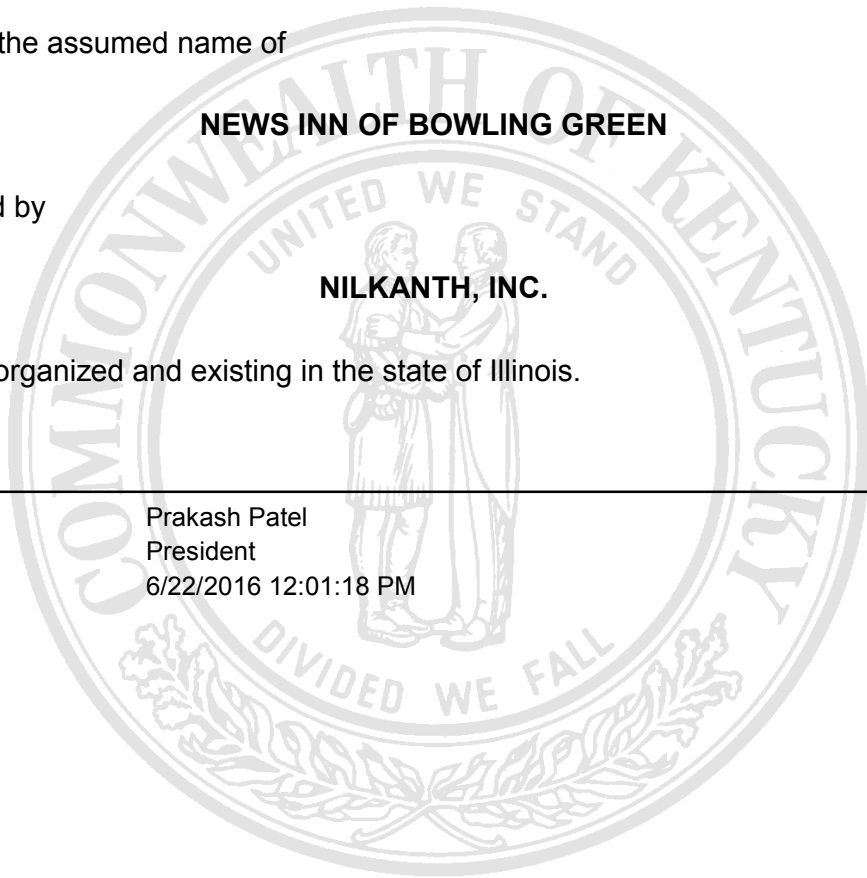 the assumed name of
NEWS INN OF BOWLING GREEN
d by
NILKANTH, INC.
organized and existing in the state of Illinois.
Prakash Patel
President
6/22/2016 12:01:18 PM
COMMONWEALTH OF KENTUCKY
UNITED WE STAND
DIVIDED WE FALL